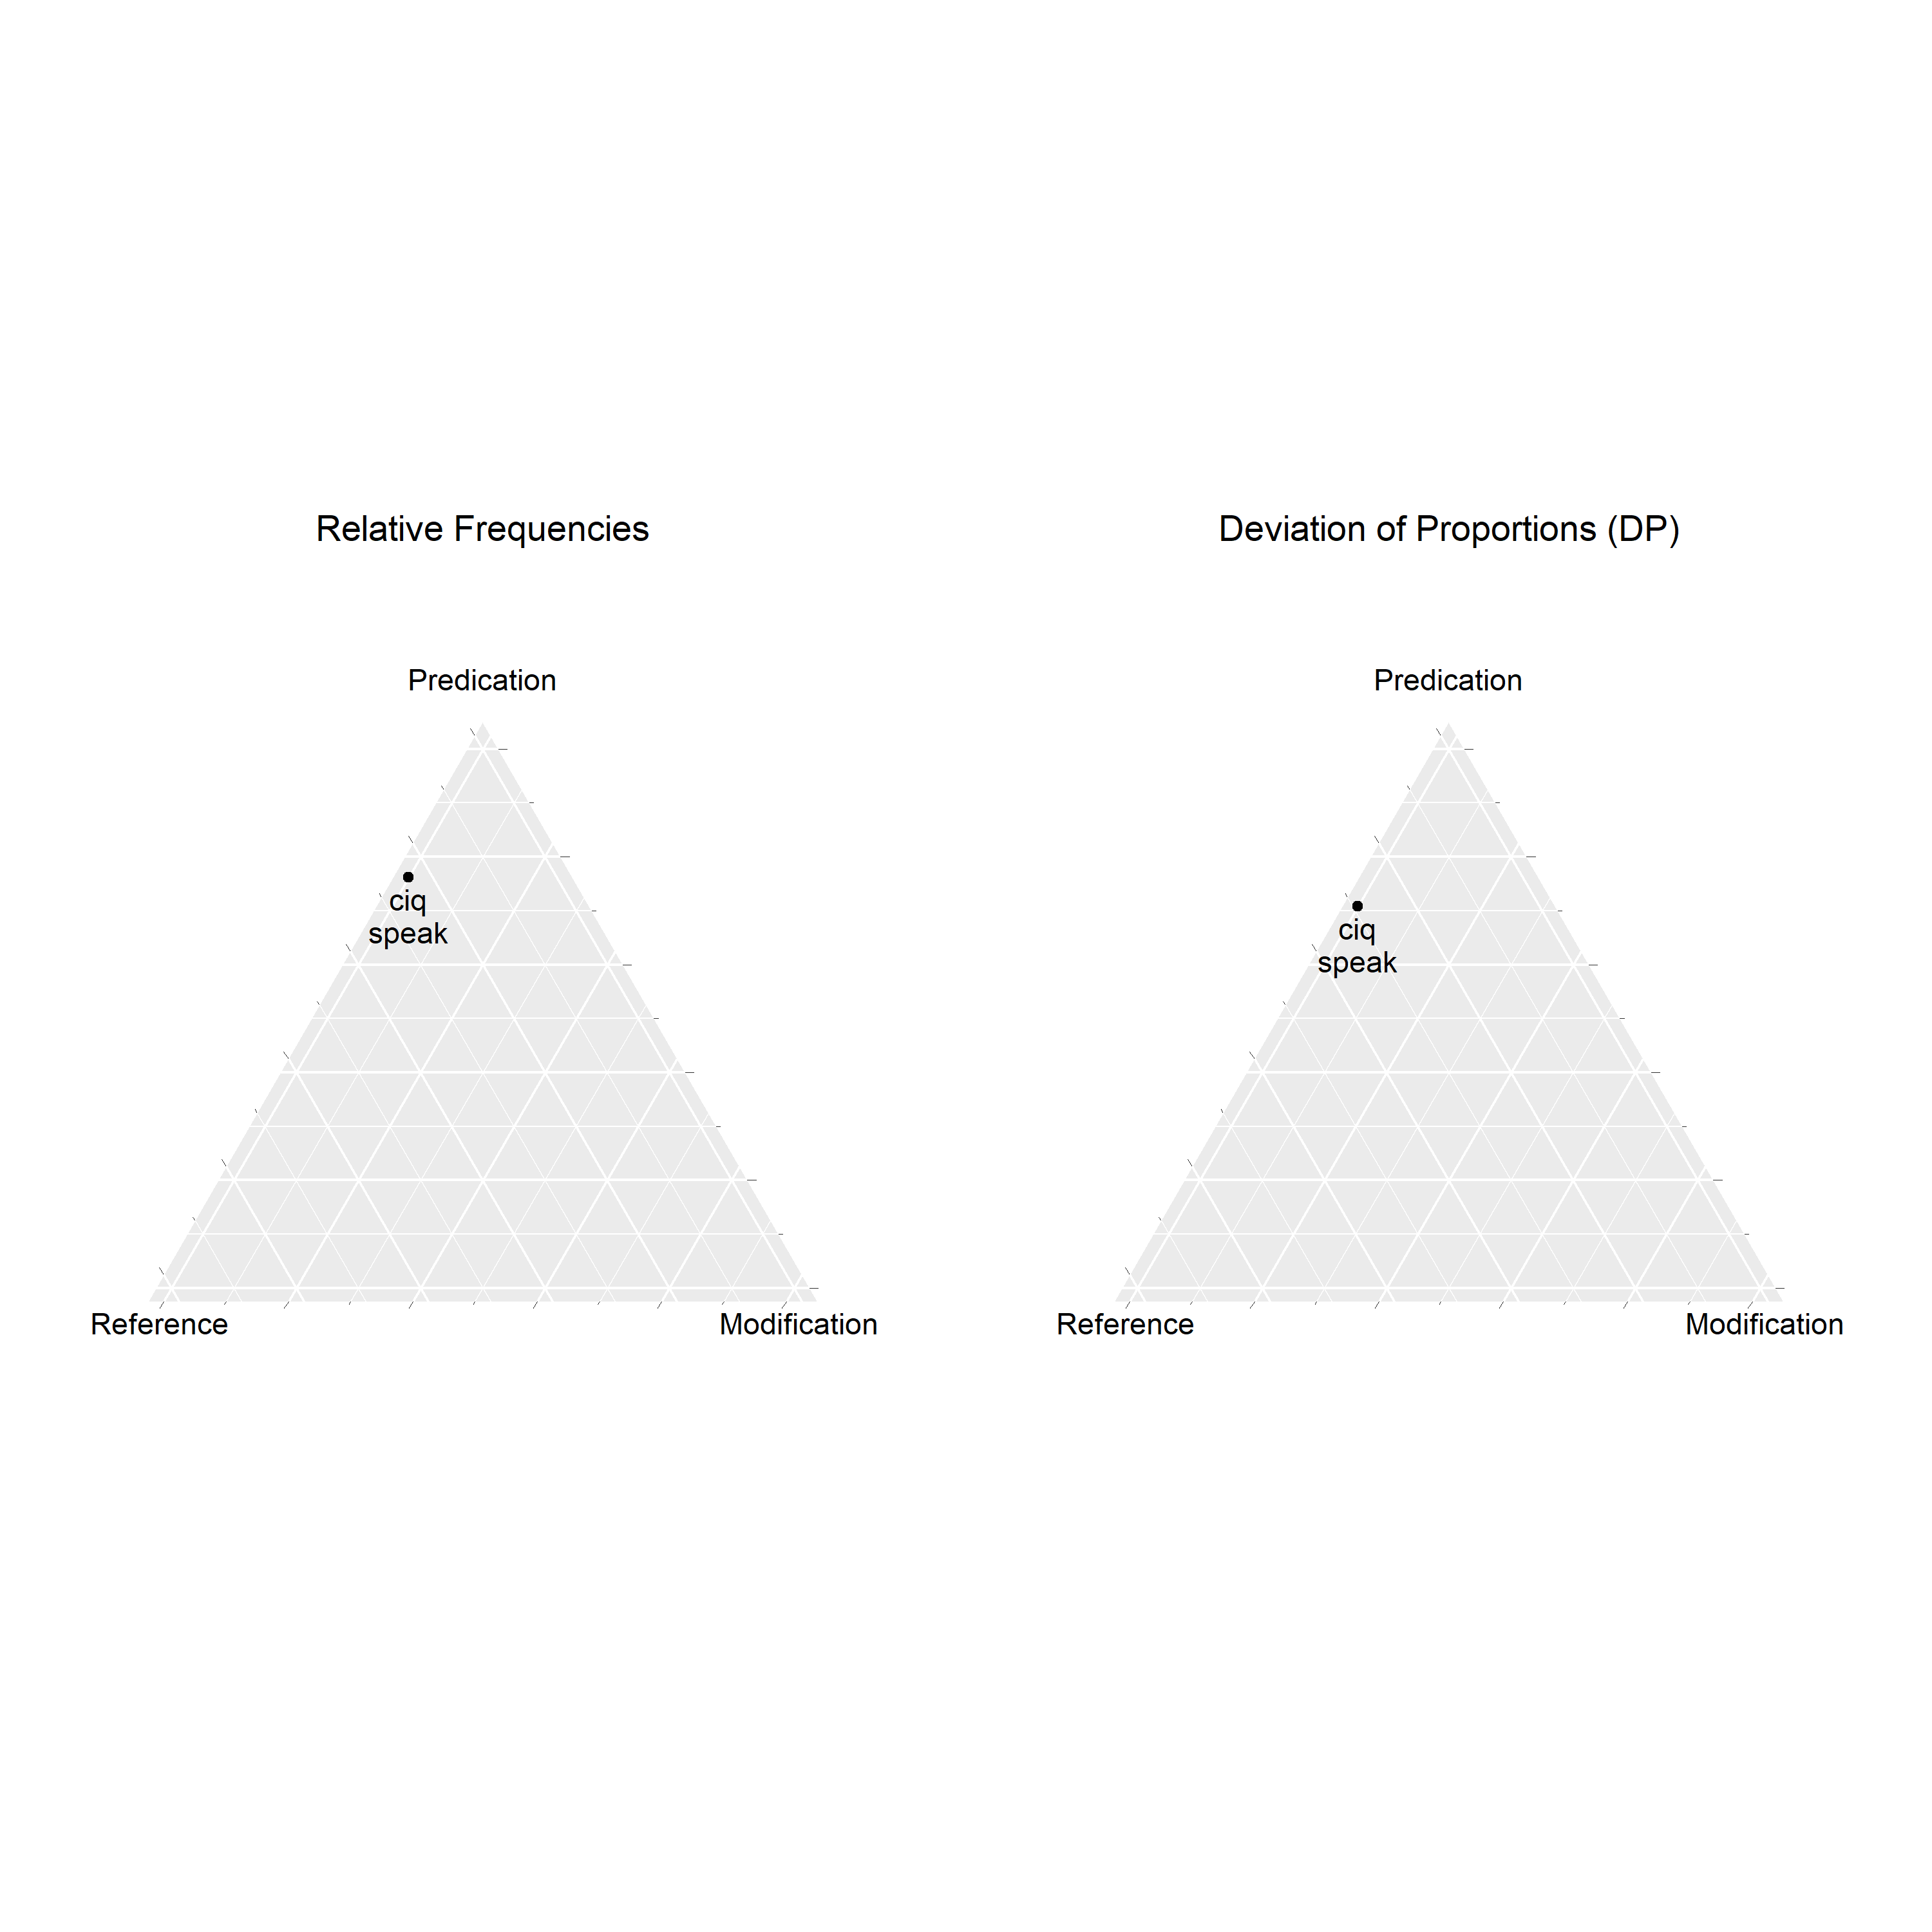 Relative Frequencies
Predication
ciq
speak
Reference
Modification
Deviation of Proportions (DP)
Predication
ciq
speak
Reference
Modification